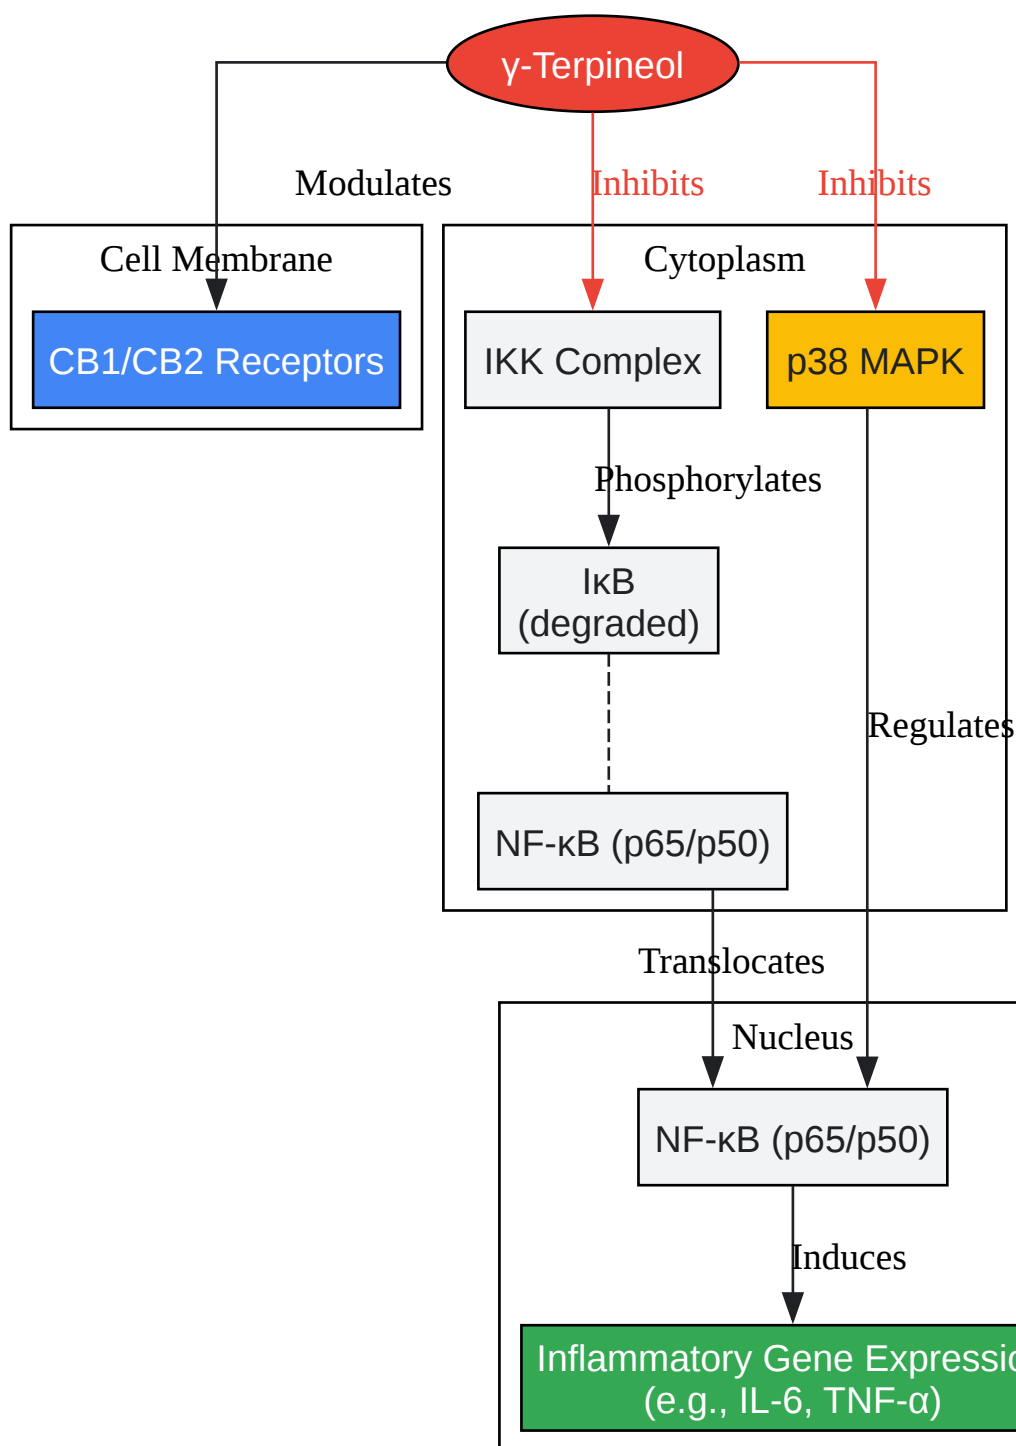 γ-Terpineol
Modulates
Inhibits
Inhibits
Cell Membrane
Cytoplasm
CB1/CB2 Receptors
IKK Complex
p38 MAPK
Phosphorylates
IκB
(degraded)
Regulates
NF-κB (p65/p50)
Translocates
Nucleus
NF-κB (p65/p50)
Induces
Inflammatory Gene Expressio
(e.g., IL-6, TNF-α)